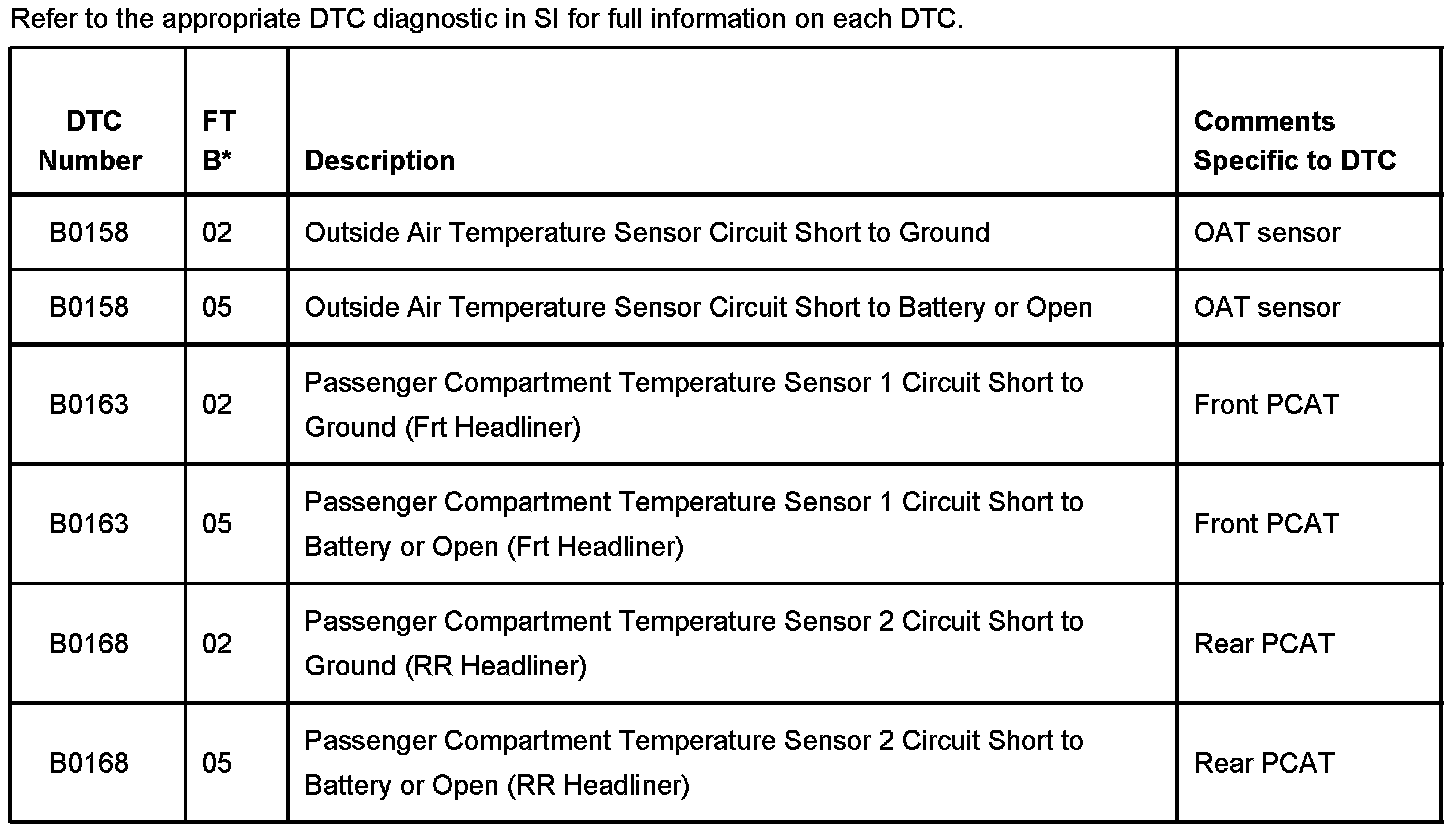 Refer to the appropriate DTC diagnostic in SI for full information on each DTC.
DTC Number FT B* Description Comments Specific to DTC
B0158 02 Outside Air Temperature Sensor Circuit Short to Ground OAT sensor
B0158 05 Outside Air Temperature Sensor Circuit Short to Battery or Open OAT sensor
B0163 02 Passenger Compartment Temperature Sensor 1 Circuit Short to
Ground (Frt Headliner) Front PCAT
B0163 05 Passenger Compartment Temperature Sensor 1 Circuit Short to
Battery or Open (Frt Headliner) Front PCAT
B0168 02 Passenger Compartment Temperature Sensor 2 Circuit Short to
Ground (RR Headliner) Rear PCAT
B0168 05 Passenger Compartment Temperature Sensor 2 Circuit Short to
Battery or Open (RR Headliner) Rear PCAT